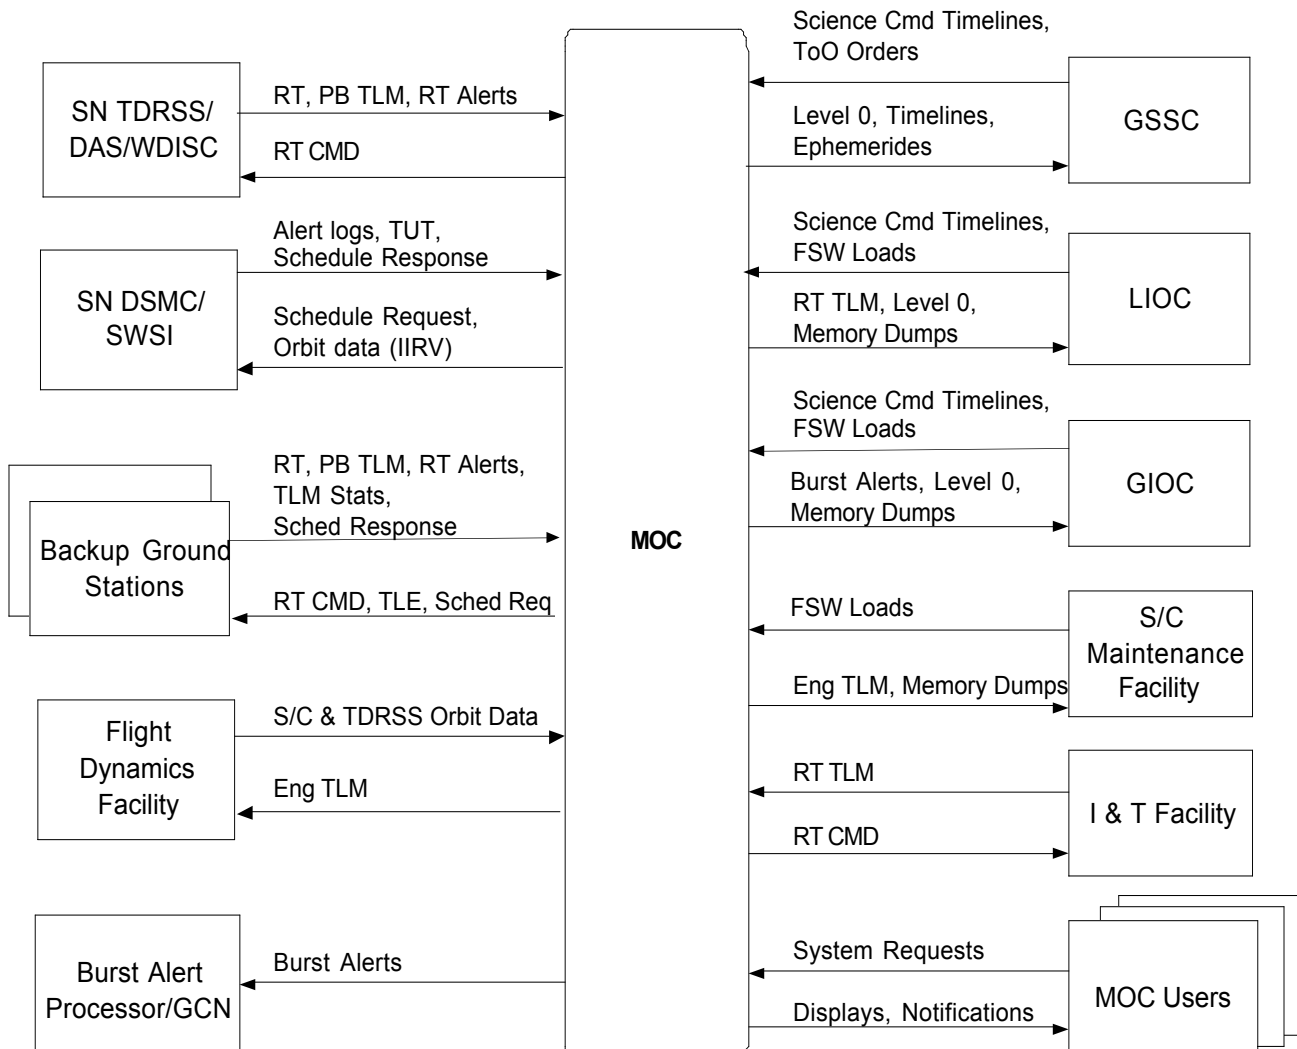 SN TDRSS/
DAS/WDISC
RT, PB TLM, RT Alerts
RT CMD
SN DSMC/
SWSI
Alert logs, TUT,
Schedule Response
Schedule Request,
Orbit data (IIRV)
Backup Ground
Stations
RT, PB TLM, RT Alerts,
TLM Stats,
Sched Response
RT CMD, TLE, Sched Req
Flight
Dynamics
Facility
S/C & TDRSS Orbit Data
Eng TLM
Burst Alert
Processor/GCN
Burst Alerts
MOC
Science Cmd Timelines,
ToO Orders
Level 0, Timelines,
Ephemerides
GSSC
Science Cmd Timelines,
FSW Loads
RT TLM, Level 0,
Memory Dumps
LIOC
Science Cmd Timelines,
FSW Loads
Burst Alerts, Level 0,
Memory Dumps
GIOC
FSW Loads
Eng TLM, Memory Dumps
S/C
Maintenance
Facility
RT TLM
RT CMD
I & T Facility
System Requests
Displays, Notifications
MOC Users